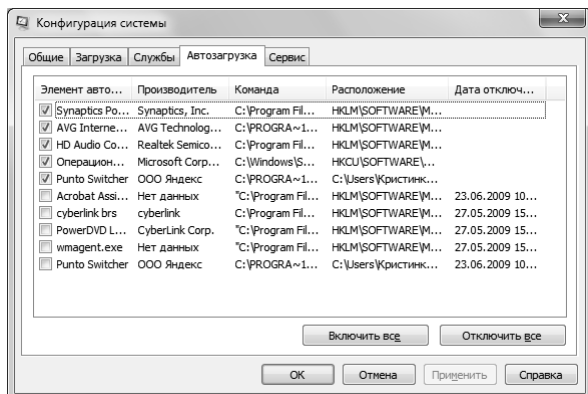 Конфигурация системы
Общие Загрузка Службы Автозагрузка Сервис
Элемент авто... Производитель Команда Расположение Дата отключ...
Synaptics Po... Synaptics, Inc. C:\Program Fil... HKLM\SOFTWARE\M...
AVG Interne... AVG Technolog... C:\PROGRA~1... HKLM\SOFTWARE\M...
HD Audio Co... Realtek Semico... C:\Program Fil... HKLM\SOFTWARE\M...
Операцион... Microsoft Corp... C:\Windows\S... HKCU\SOFTWARE\...
Punto Switcher ООО Яндекс C:\PROGRA~1... C:\Users\Кристинк...
Acrobat Assi... Нет данных "C:\Program Fil... HKLM\SOFTWARE\M... 23.06.2009 10...
cyberlink brs cyberlink C:\Program Fil... HKLM\SOFTWARE\M... 27.05.2009 15...
PowerDVD L... CyberLink Corp. "C:\Program Fil... HKLM\SOFTWARE\M... 27.05.2009 15...
wmagent.exe Нет данных "C:\Program Fil... HKLM\SOFTWARE\M... 27.05.2009 15...
Punto Switcher ООО Яндекс C:\PROGRA~1... C:\Users\Кристинк... 23.06.2009 10...
Включить все Отключить все
OK Отмена Применить Справка